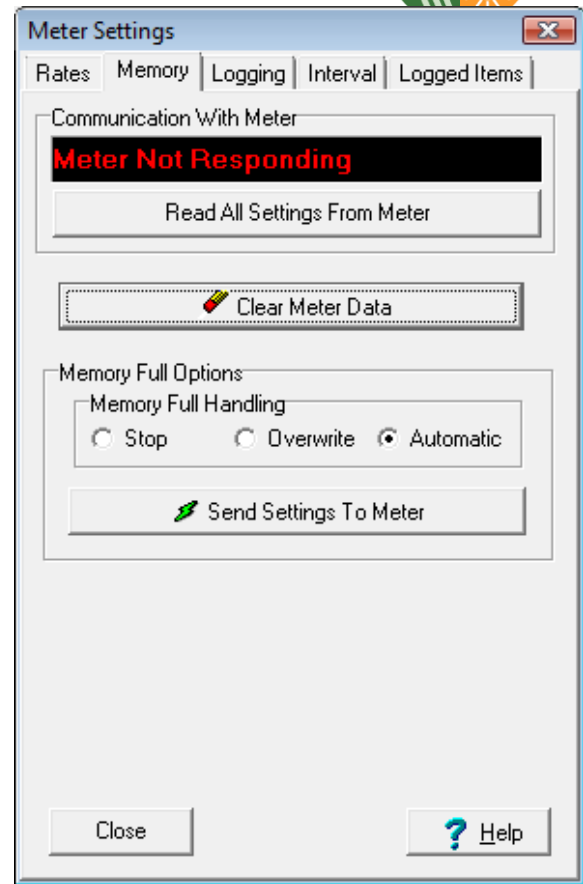 Meter Settings
Rates Memory Logging Interval Logged Items
Communication With Meter
Meter Not Responding
Read All Settings From Meter
Clear Meter Data
Memory Full Options
Memory Full Handling
Stop Overwrite Automatic
Send Settings To Meter
Close ? Help